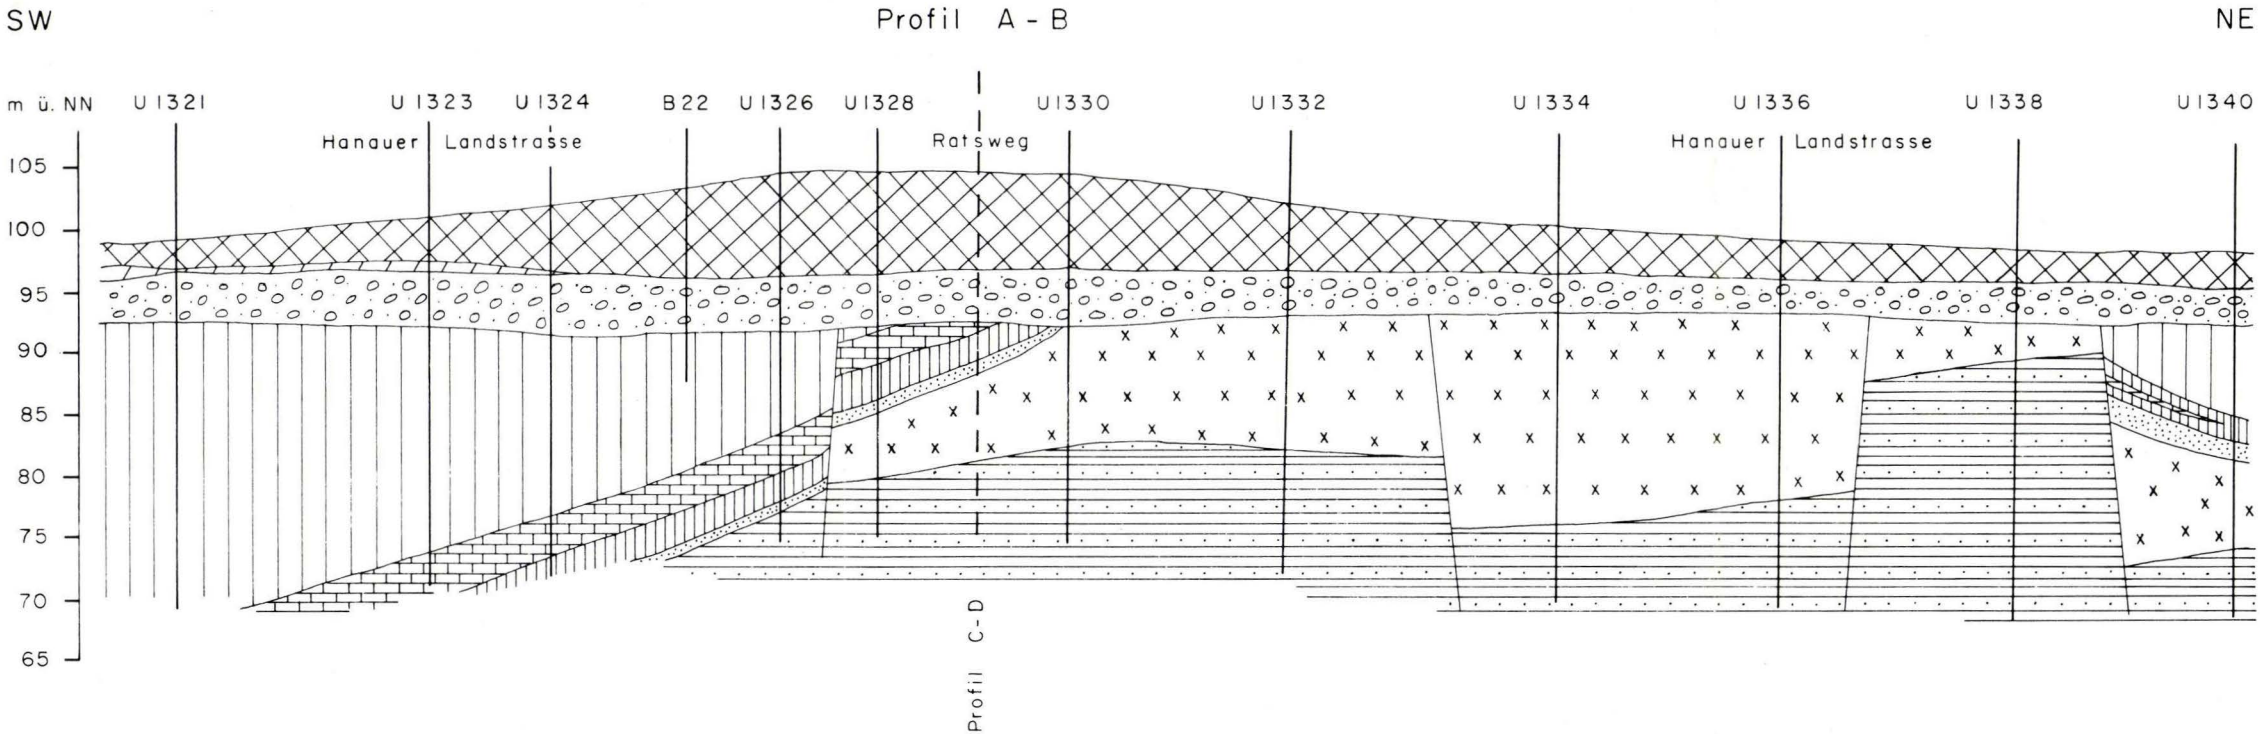 SW Profil A - B NE
m ü. NN U 1321 U 1323 U 1324 B 22 U 1326 U 1328 U 1330 U 1332 U 1334 U 1336 U 1338 U 1340
Hanauer Landstrasse Ratsweg Hanauer Landstrasse
105
100
95
90
85
80
75
70
65
Profil C - D